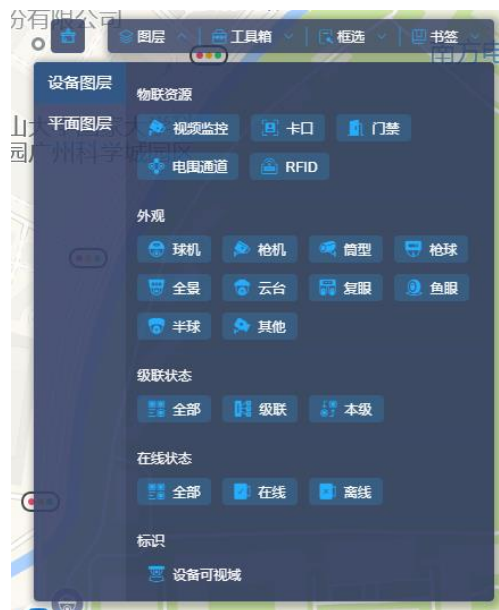 份有限公司
图层 工具箱 框选 书签
南方电
设备图层
平面图层
物联资源
视频监控 卡口 门禁
电围通道 RFID
外观
球机 枪机 筒型 枪球
全景 云台 复眼 鱼眼
半球 其他
级联状态
全部 级联 本级
在线状态
全部 在线 离线
标识
设备可视域